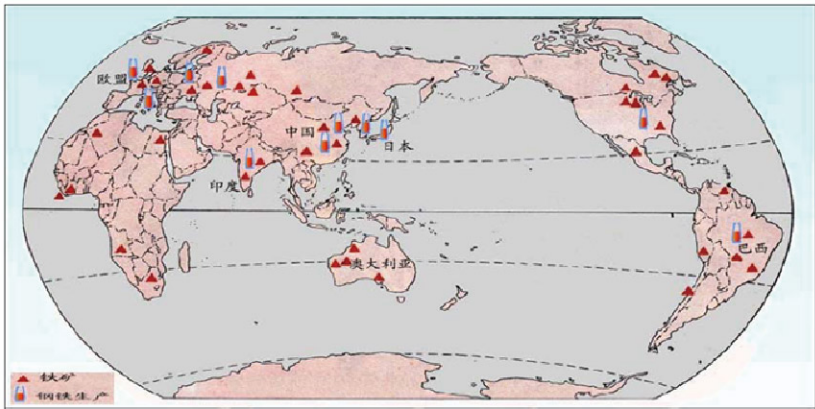 欧盟
中国
日本
印度
澳大利亚
巴西
铁矿
钢铁生产